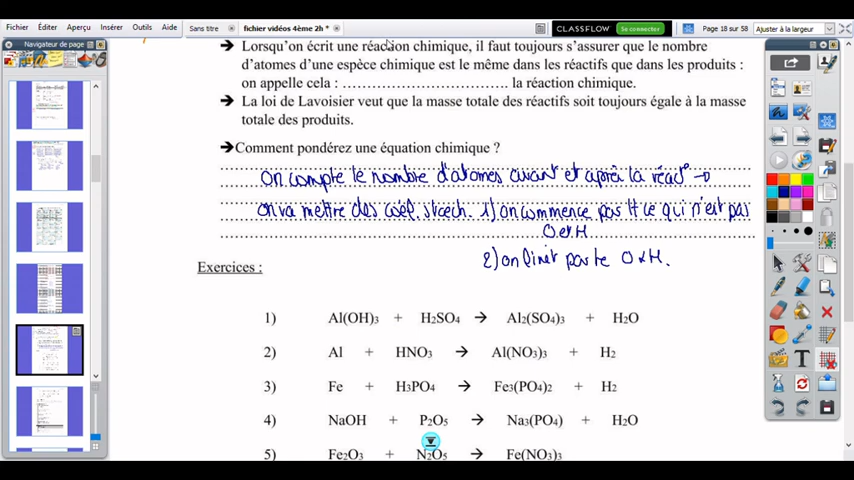 Fichier Édition Aperçu Insérer Outils Aide Sans titre fichier vidéos 4ème 2h * CLASSFLOW Se connecter Page 18 sur 58 Ajuster à la largeur
Navigateur de page
➔ Lorsqu'on écrit une réaction chimique, il faut toujours s'assurer que le nombre
d'atomes d'une espèce chimique est le même dans les réactifs que dans les produits :
on appelle cela : …………………………. la réaction chimique.
➔ La loi de Lavoisier veut que la masse totale des réactifs soit toujours égale à la masse
totale des produits.
➔Comment pondérez une équation chimique ?
On compte le nombre d'atomes avant et après la réac° →
on va mettre des coéf. stœch. 1) on commence par tt ce qui n'est pas
O et H
2) on finit par le O et H.
Exercices :
1) Al(OH)3 + H2SO4 ➔ Al2(SO4)3 + H2O
2) Al + HNO3 ➔ Al(NO3)3 + H2
3) Fe + H3PO4 ➔ Fe3(PO4)2 + H2
4) NaOH + P2O5 ➔ Na3(PO4) + H2O
5) Fe2O3 + N2O5 ➔ Fe(NO3)3